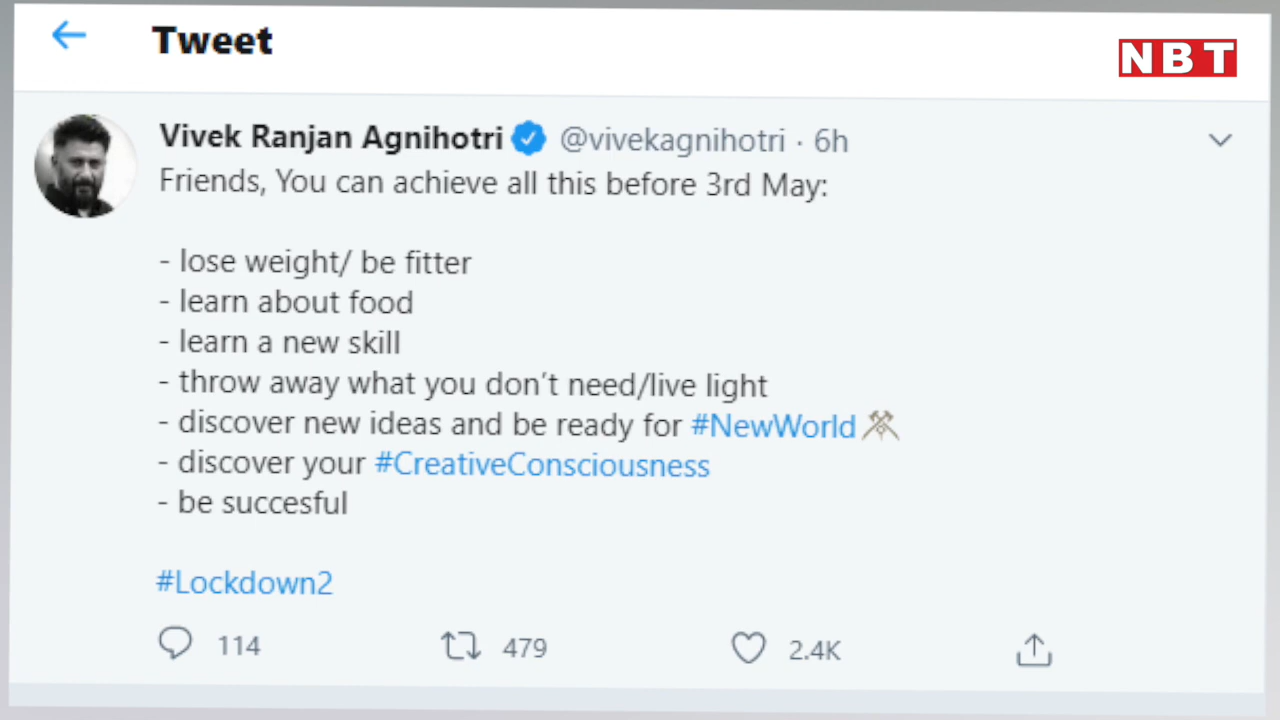 Tweet
NBT
Vivek Ranjan Agnihotri @vivekagnihotri · 6h
Friends, You can achieve all this before 3rd May:
- lose weight/ be fitter
- learn about food
- learn a new skill
- throw away what you don't need/live light
- discover new ideas and be ready for #NewWorld
- discover your #CreativeConsciousness
- be succesful
#Lockdown2
114 479 2.4K